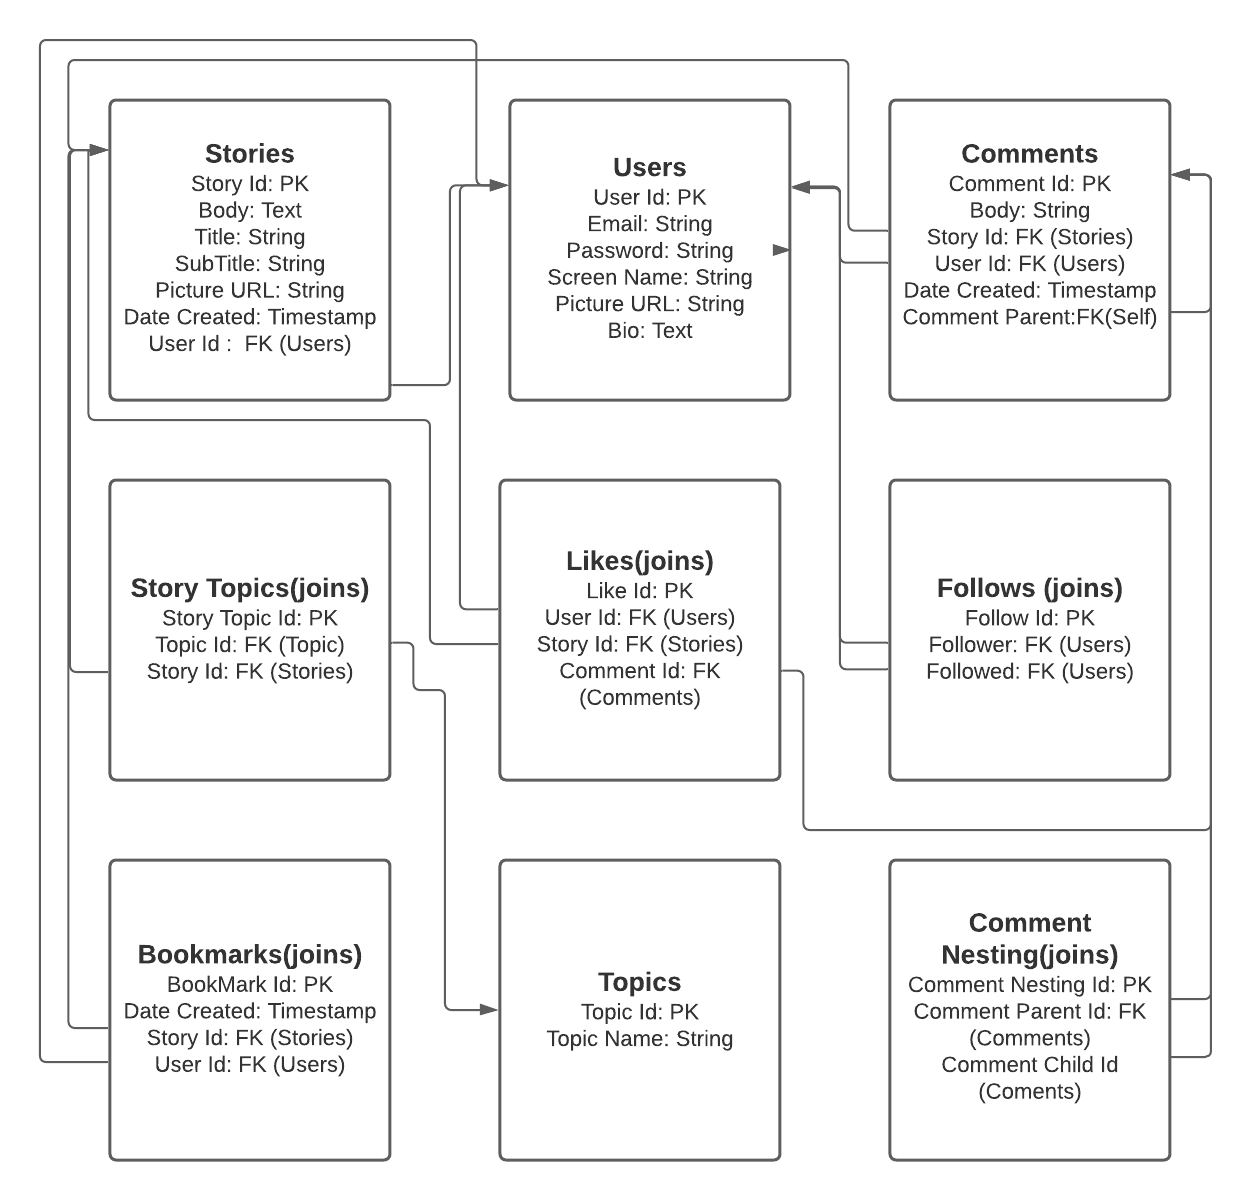 Stories
Story Id: PK
Body: Text
Title: String
SubTitle: String
Picture URL: String
Date Created: Timestamp
User Id :  FK (Users)
Users
User Id: PK
Email: String
Password: String
Screen Name: String
Picture URL: String
Bio: Text
Comments
Comment Id: PK
Body: String
Story Id: FK (Stories)
User Id: FK (Users)
Date Created: Timestamp
Comment Parent:FK(Self)
Story Topics(joins)
Story Topic Id: PK
Topic Id: FK (Topic)
Story Id: FK (Stories)
Likes(joins)
Like Id: PK
User Id: FK (Users)
Story Id: FK (Stories)
Comment Id: FK
(Comments)
Follows (joins)
Follow Id: PK
Follower: FK (Users)
Followed: FK (Users)
Bookmarks(joins)
BookMark Id: PK
Date Created: Timestamp
Story Id: FK (Stories)
User Id: FK (Users)
Topics
Topic Id: PK
Topic Name: String
Comment
Nesting(joins)
Comment Nesting Id: PK
Comment Parent Id: FK
(Comments)
Comment Child Id
(Coments)